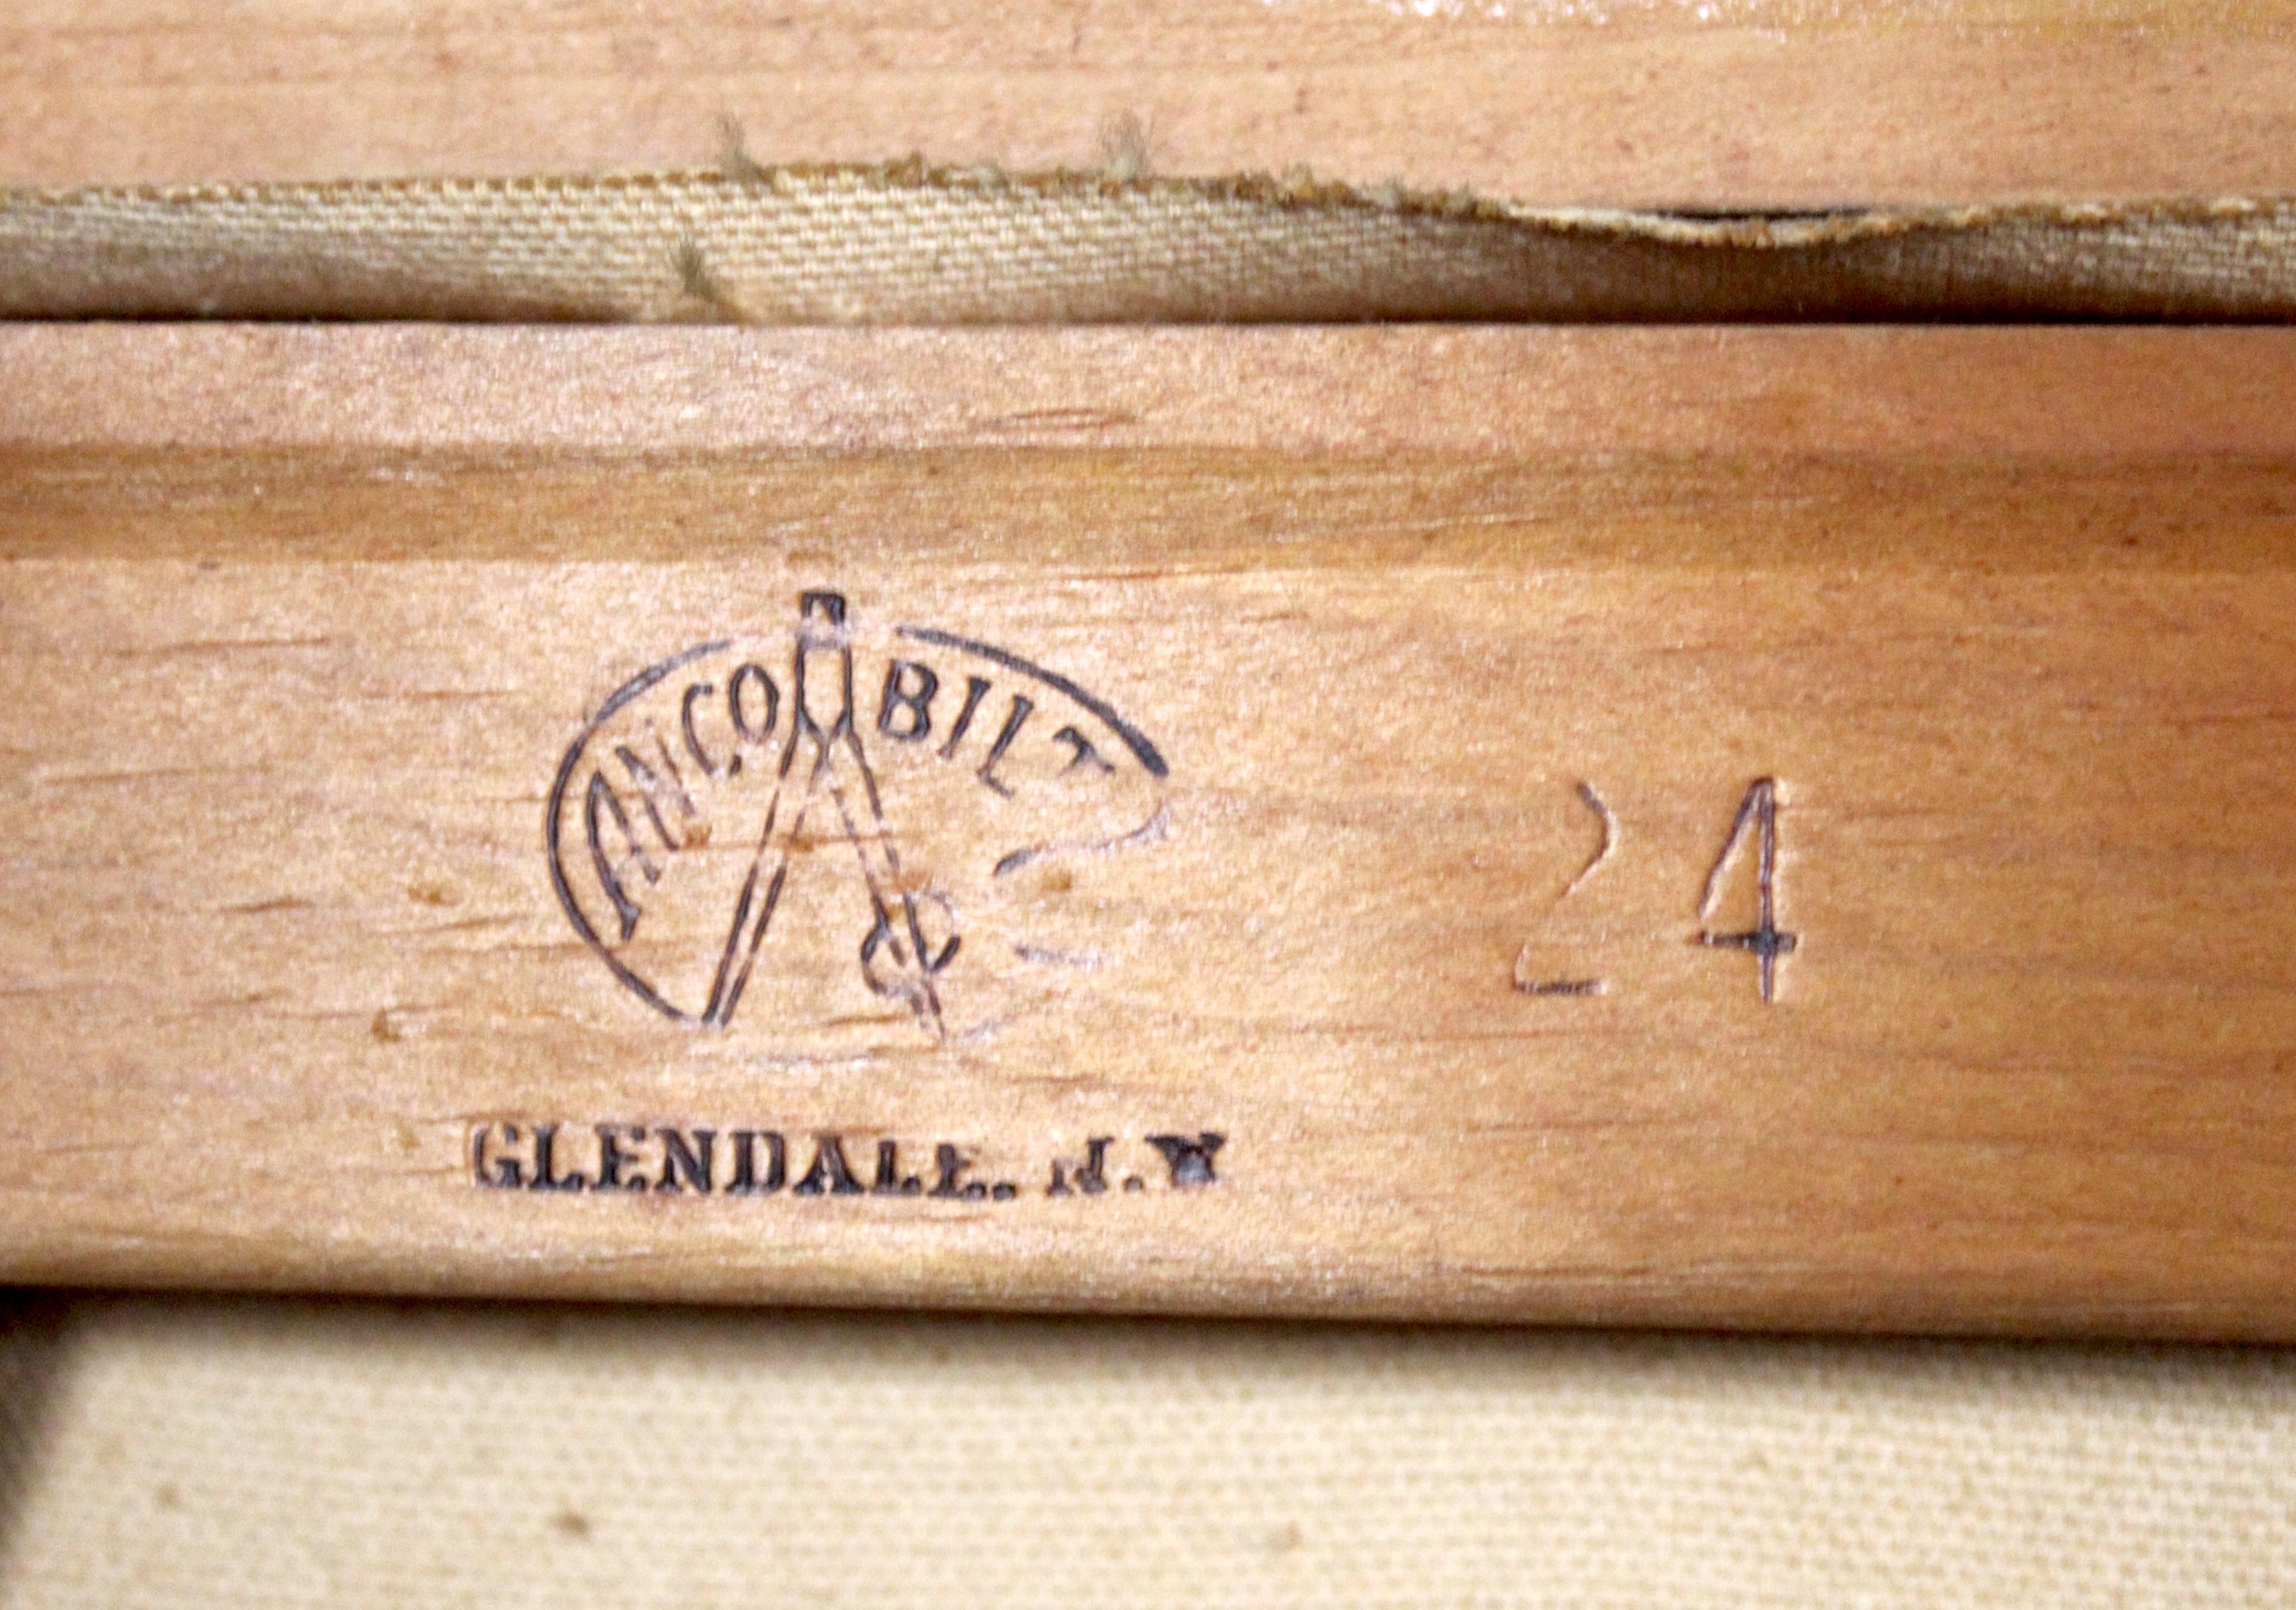 ANCO BILT
24
GLENDALE, N.Y